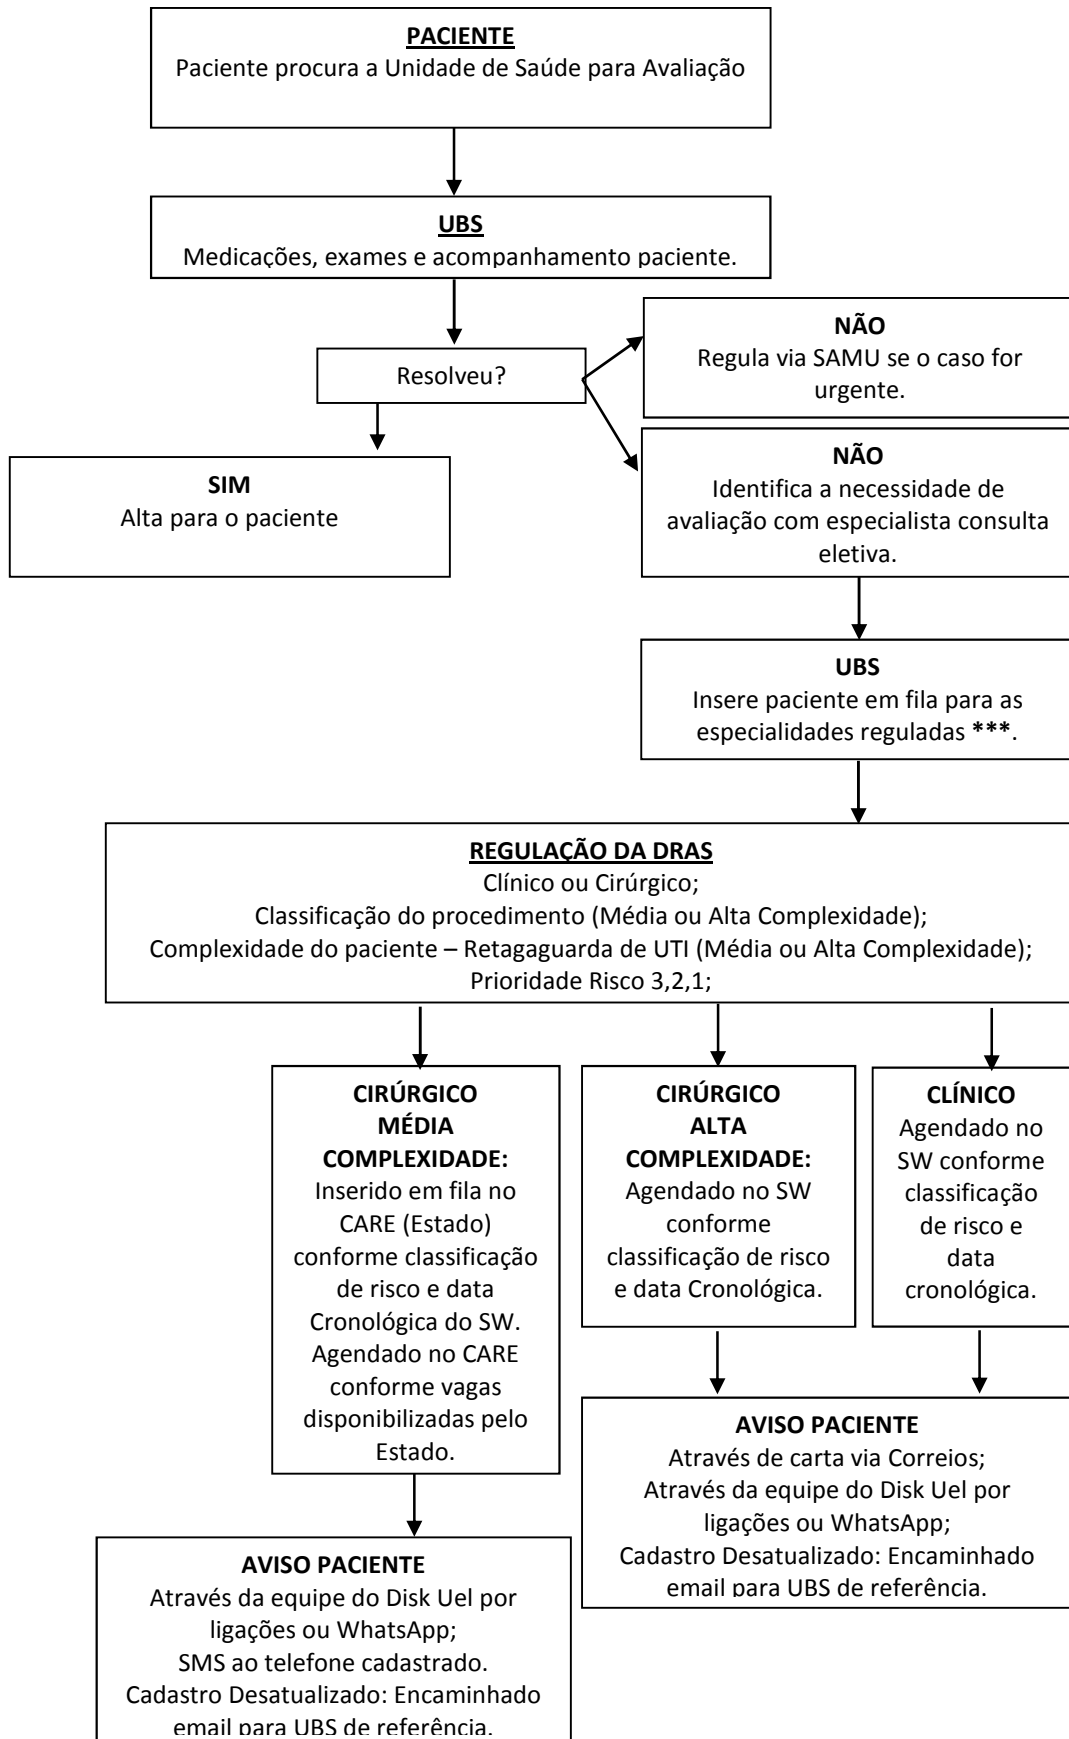 PACIENTE
Paciente procura a Unidade de Saúde para Avaliação
UBS
Medicações, exames e acompanhamento paciente.
Resolveu?
NÃO
Regula via SAMU se o caso for
urgente.
SIM
Alta para o paciente
NÃO
Identifica a necessidade de
avaliação com especialista consulta
eletiva.
UBS
Insere paciente em fila para as
especialidades reguladas ***.
REGULAÇÃO DA DRAS
Clínico ou Cirúrgico;
Classificação do procedimento (Média ou Alta Complexidade);
Complexidade do paciente – Retagaguarda de UTI (Média ou Alta Complexidade);
Prioridade Risco 3,2,1;
CIRÚRGICO
MÉDIA
COMPLEXIDADE:
Inserido em fila no
CARE (Estado)
conforme classificação
de risco e data
Cronológica do SW.
Agendado no CARE
conforme vagas
disponibilizadas pelo
Estado.
CIRÚRGICO
ALTA
COMPLEXIDADE:
Agendado no SW
conforme
classificação de risco
e data Cronológica.
CLÍNICO
Agendado no
SW conforme
classificação
de risco e
data
cronológica.
AVISO PACIENTE
Através de carta via Correios;
Através da equipe do Disk Uel por
ligações ou WhatsApp;
Cadastro Desatualizado: Encaminhado
email para UBS de referência.
AVISO PACIENTE
Através da equipe do Disk Uel por
ligações ou WhatsApp;
SMS ao telefone cadastrado.
Cadastro Desatualizado: Encaminhado
email para UBS de referência.